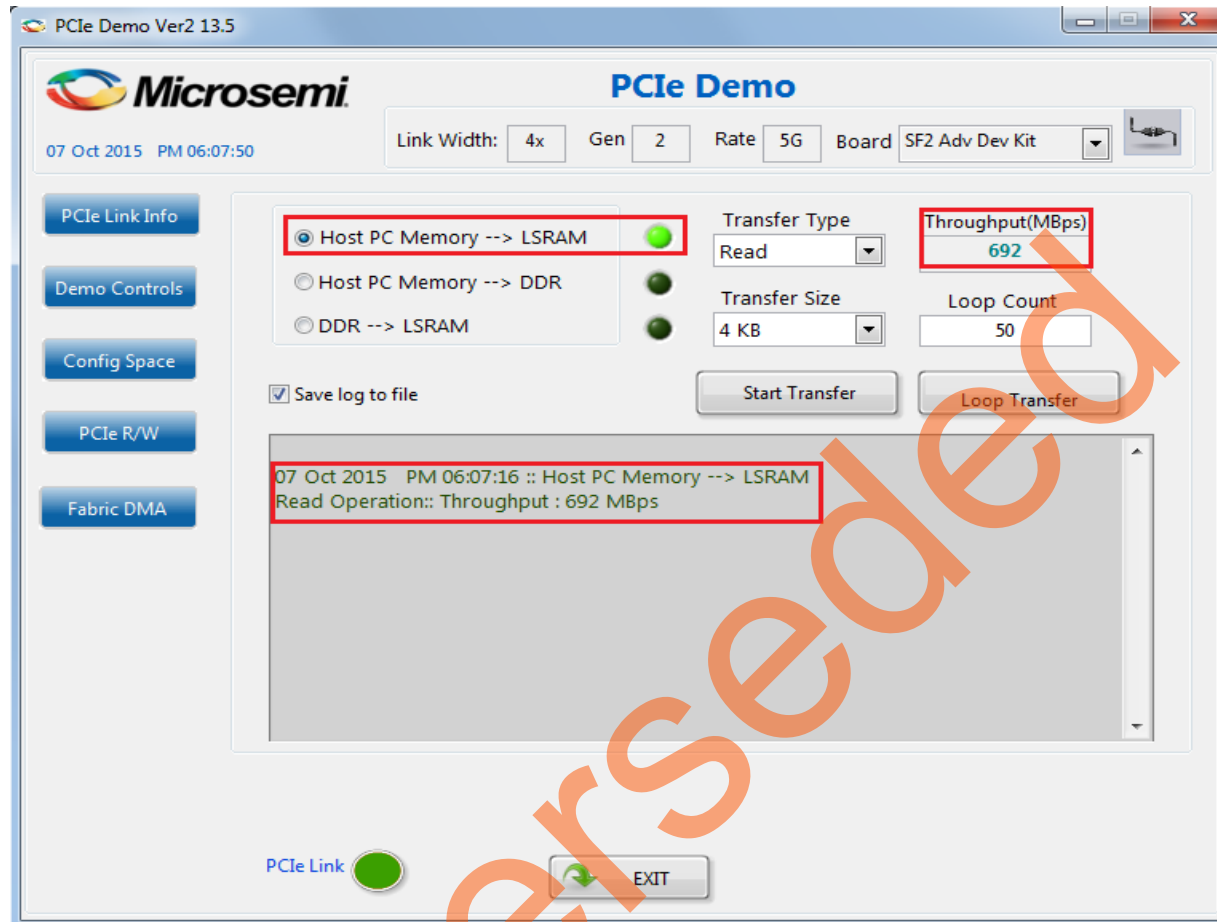 PCIe Demo Ver2 13.5
Microsemi.
PCIe Demo
07 Oct 2015 PM 06:07:50
Link Width: 4x Gen 2 Rate 5G Board SF2 Adv Dev Kit
PCIe Link Info
Demo Controls
Config Space
PCIe R/W
Fabric DMA
Host PC Memory --> LSRAM
Host PC Memory --> DDR
DDR --> LSRAM
Transfer Type
Read
Throughput(MBps)
692
Transfer Size
4 KB
Loop Count
50
Save log to file
Start Transfer
Loop Transfer
07 Oct 2015 PM 06:07:16 :: Host PC Memory --> LSRAM
Read Operation:: Throughput : 692 MBps
PCIe Link
EXIT
erseded